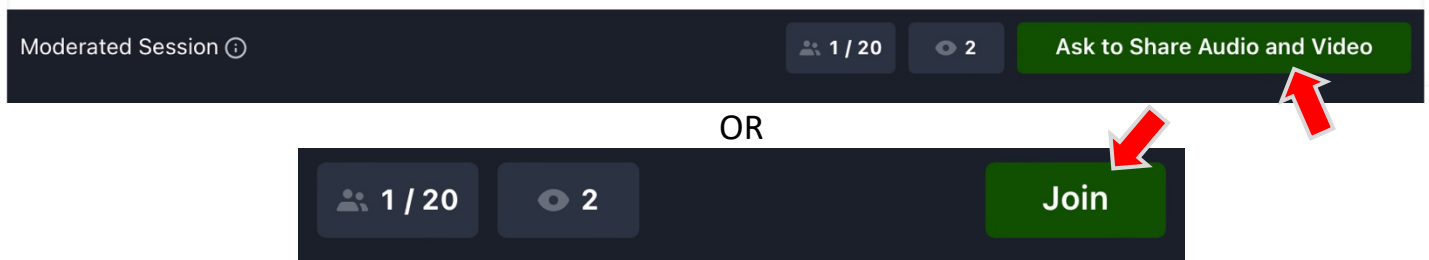 Moderated Session 1 / 20 2 Ask to Share Audio and Video
OR
1 / 20 2 Join